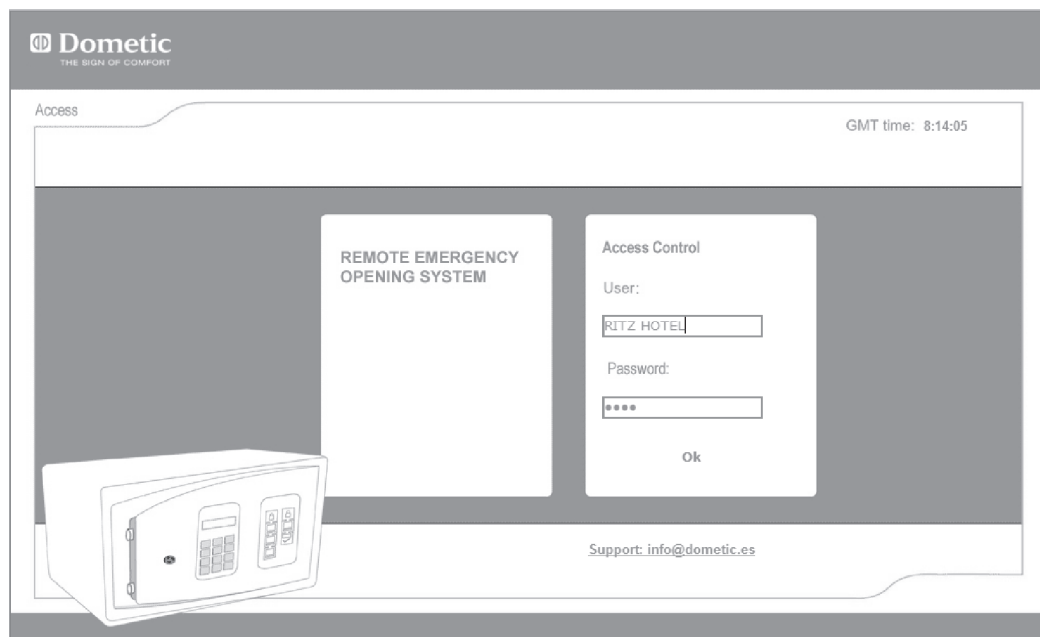 Dometic
THE SIGN OF COMFORT
Access
GMT time: 8:14:05
REMOTE EMERGENCY
OPENING SYSTEM
Access Control
User:
RITZ HOTEL
Password:
••••
Ok
Support: info@dometic.es